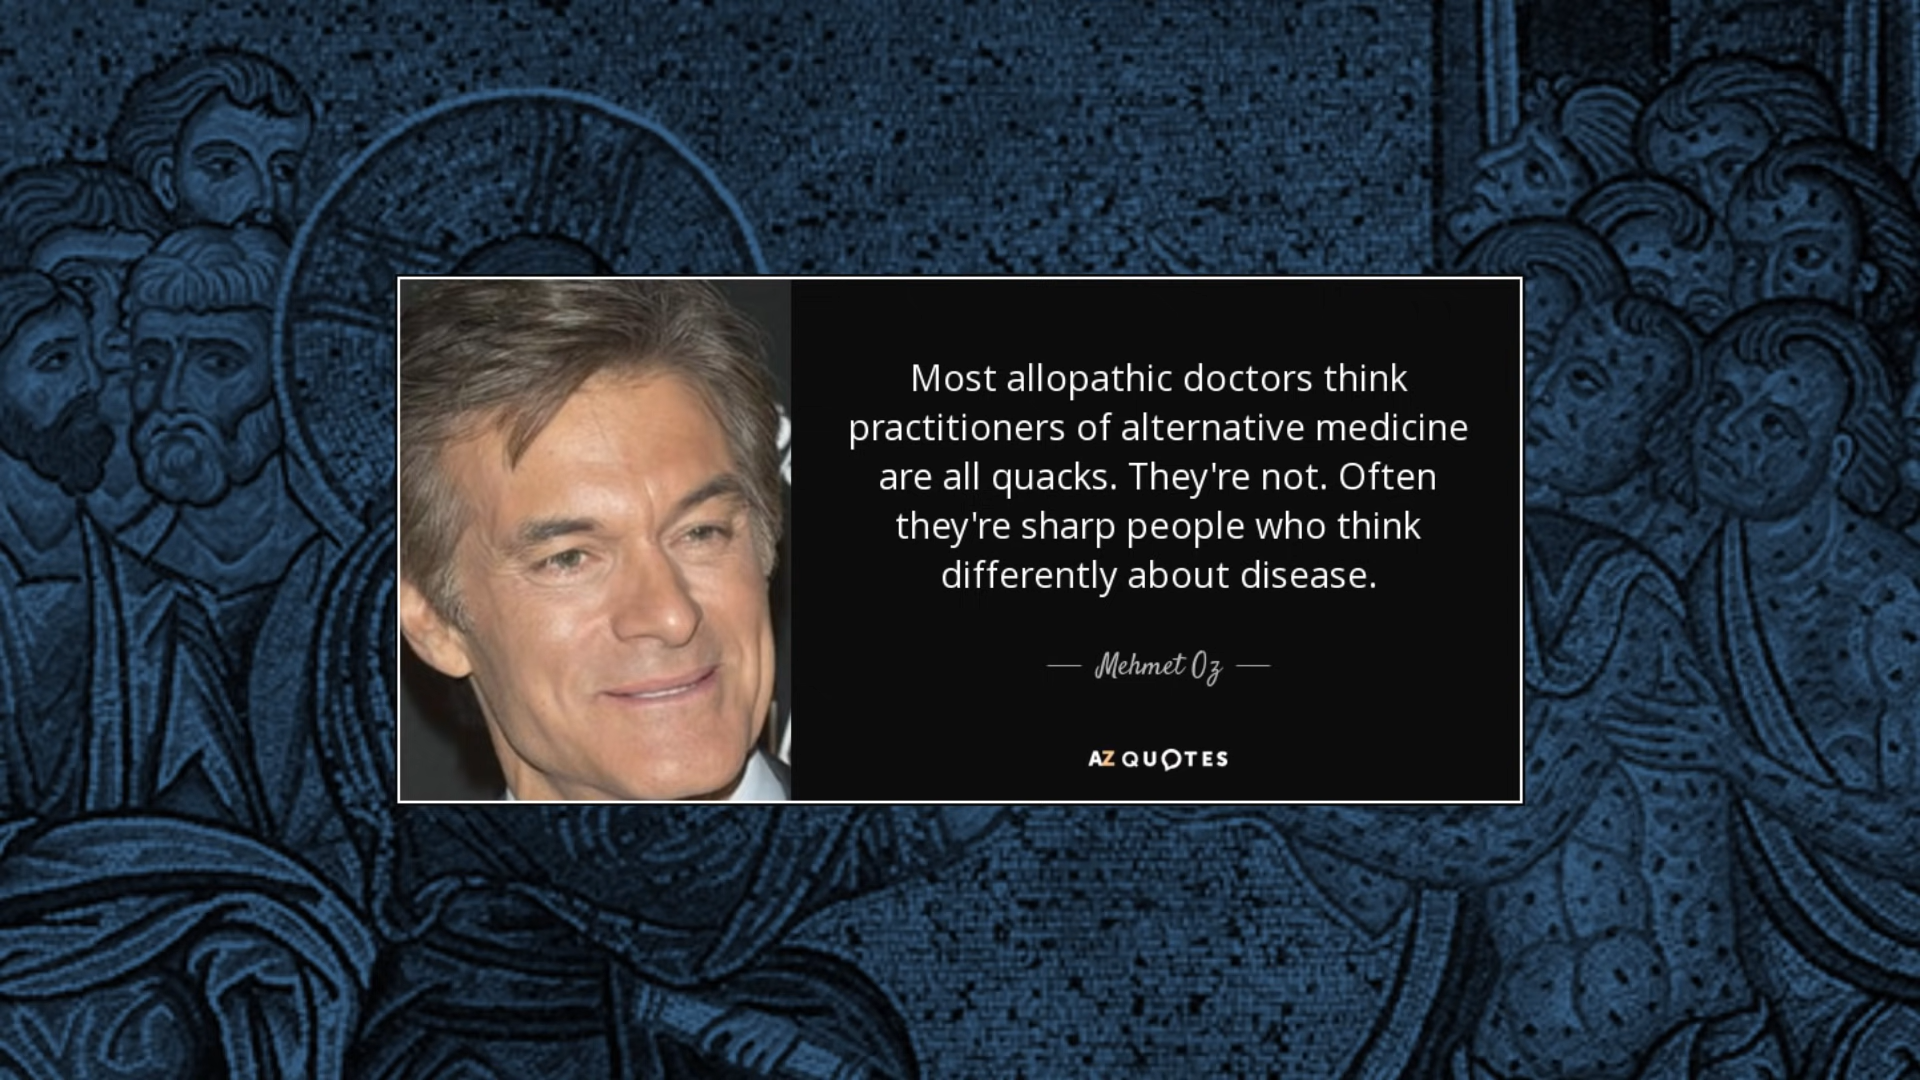 Most allopathic doctors think
practitioners of alternative medicine
are all quacks. They're not. Often
they're sharp people who think
differently about disease.
Mehmet Oz
AZ QUOTES